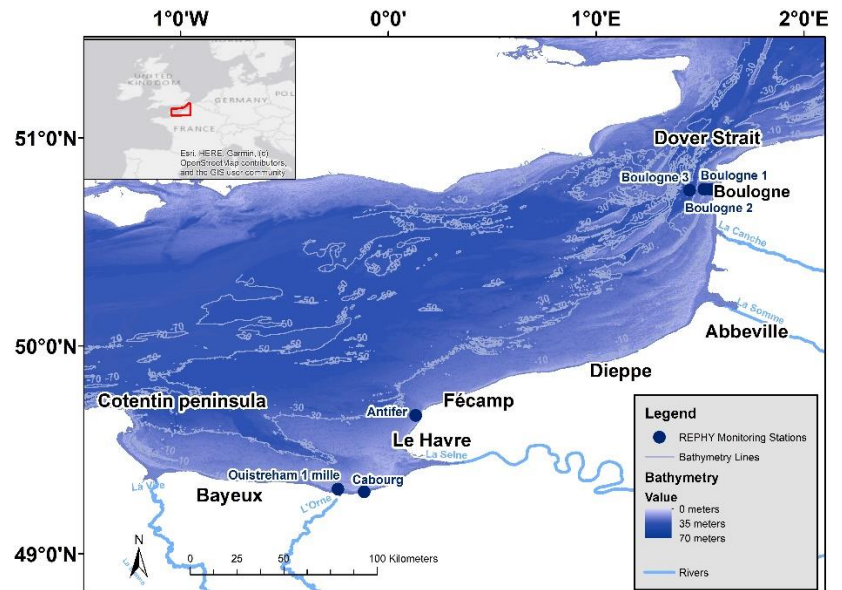 1°0'W
0°0'
1°0'E
2°0'E
UNITED
KINGDOM
GERMANY
POL
FRANCE
Esri, HERE, Garmin, (c)
OpenStreetMap contributors,
and the GIS user community
51°0'N
Dover Strait
Boulogne 3
Boulogne 1
Boulogne
Boulogne 2
La Canche
La Somme
Abbeville
50°0'N
Dieppe
Cotentin peninsula
Antifer
Fécamp
Le Havre
La Seine
Ouistreham 1 mille
Cabourg
La Vire
Bayeux
L'Orne
49°0'N
N
0
25
50
100 Kilometers
Legend
REPHY Monitoring Stations
Bathymetry Lines
Bathymetry
Value
0 meters
35 meters
70 meters
Rivers
-30
-50
-70
-10